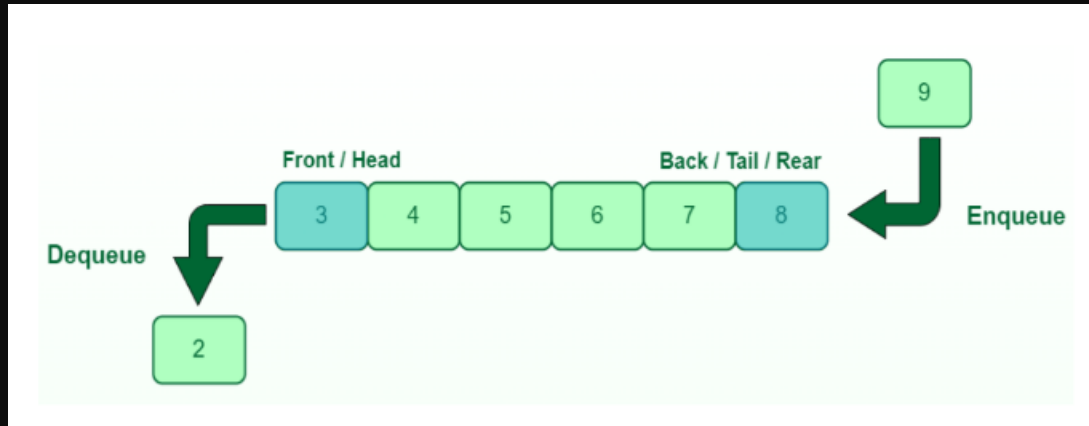 9
Front / Head
Back / Tail / Rear
3 4 5 6 7 8
Enqueue
Dequeue
2